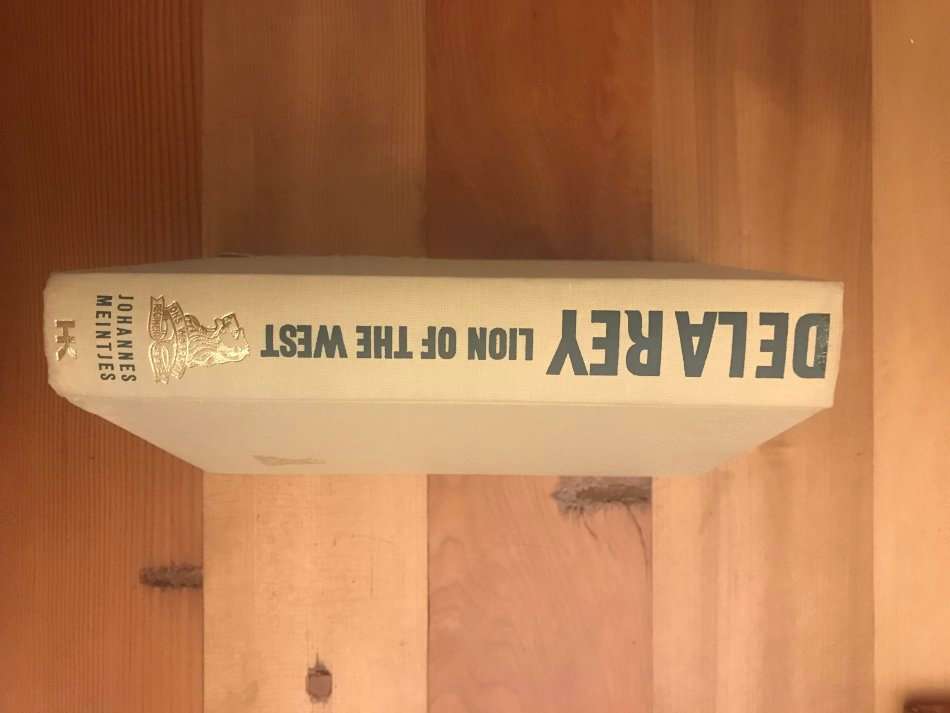 DE LA REY LION OF THE WEST
JOHANNES
MEINTJES
HK